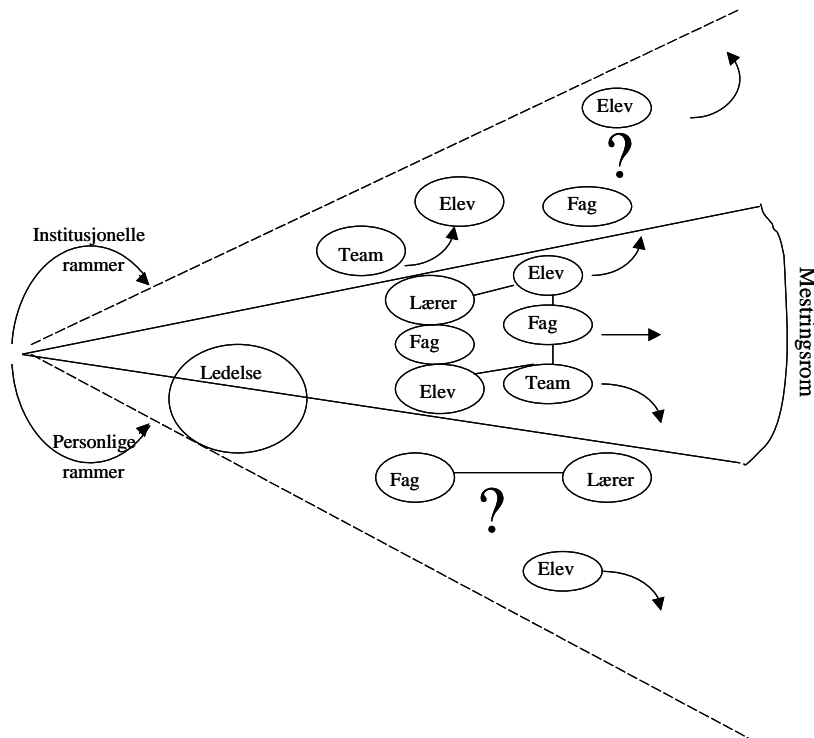 Elev
?
Elev
Fag
Institusjonelle
rammer
Team
Elev
Lærer
Fag
Fag
Mestringsrom
Ledelse
Elev
Team
Personlige
rammer
Fag
Lærer
?
Elev